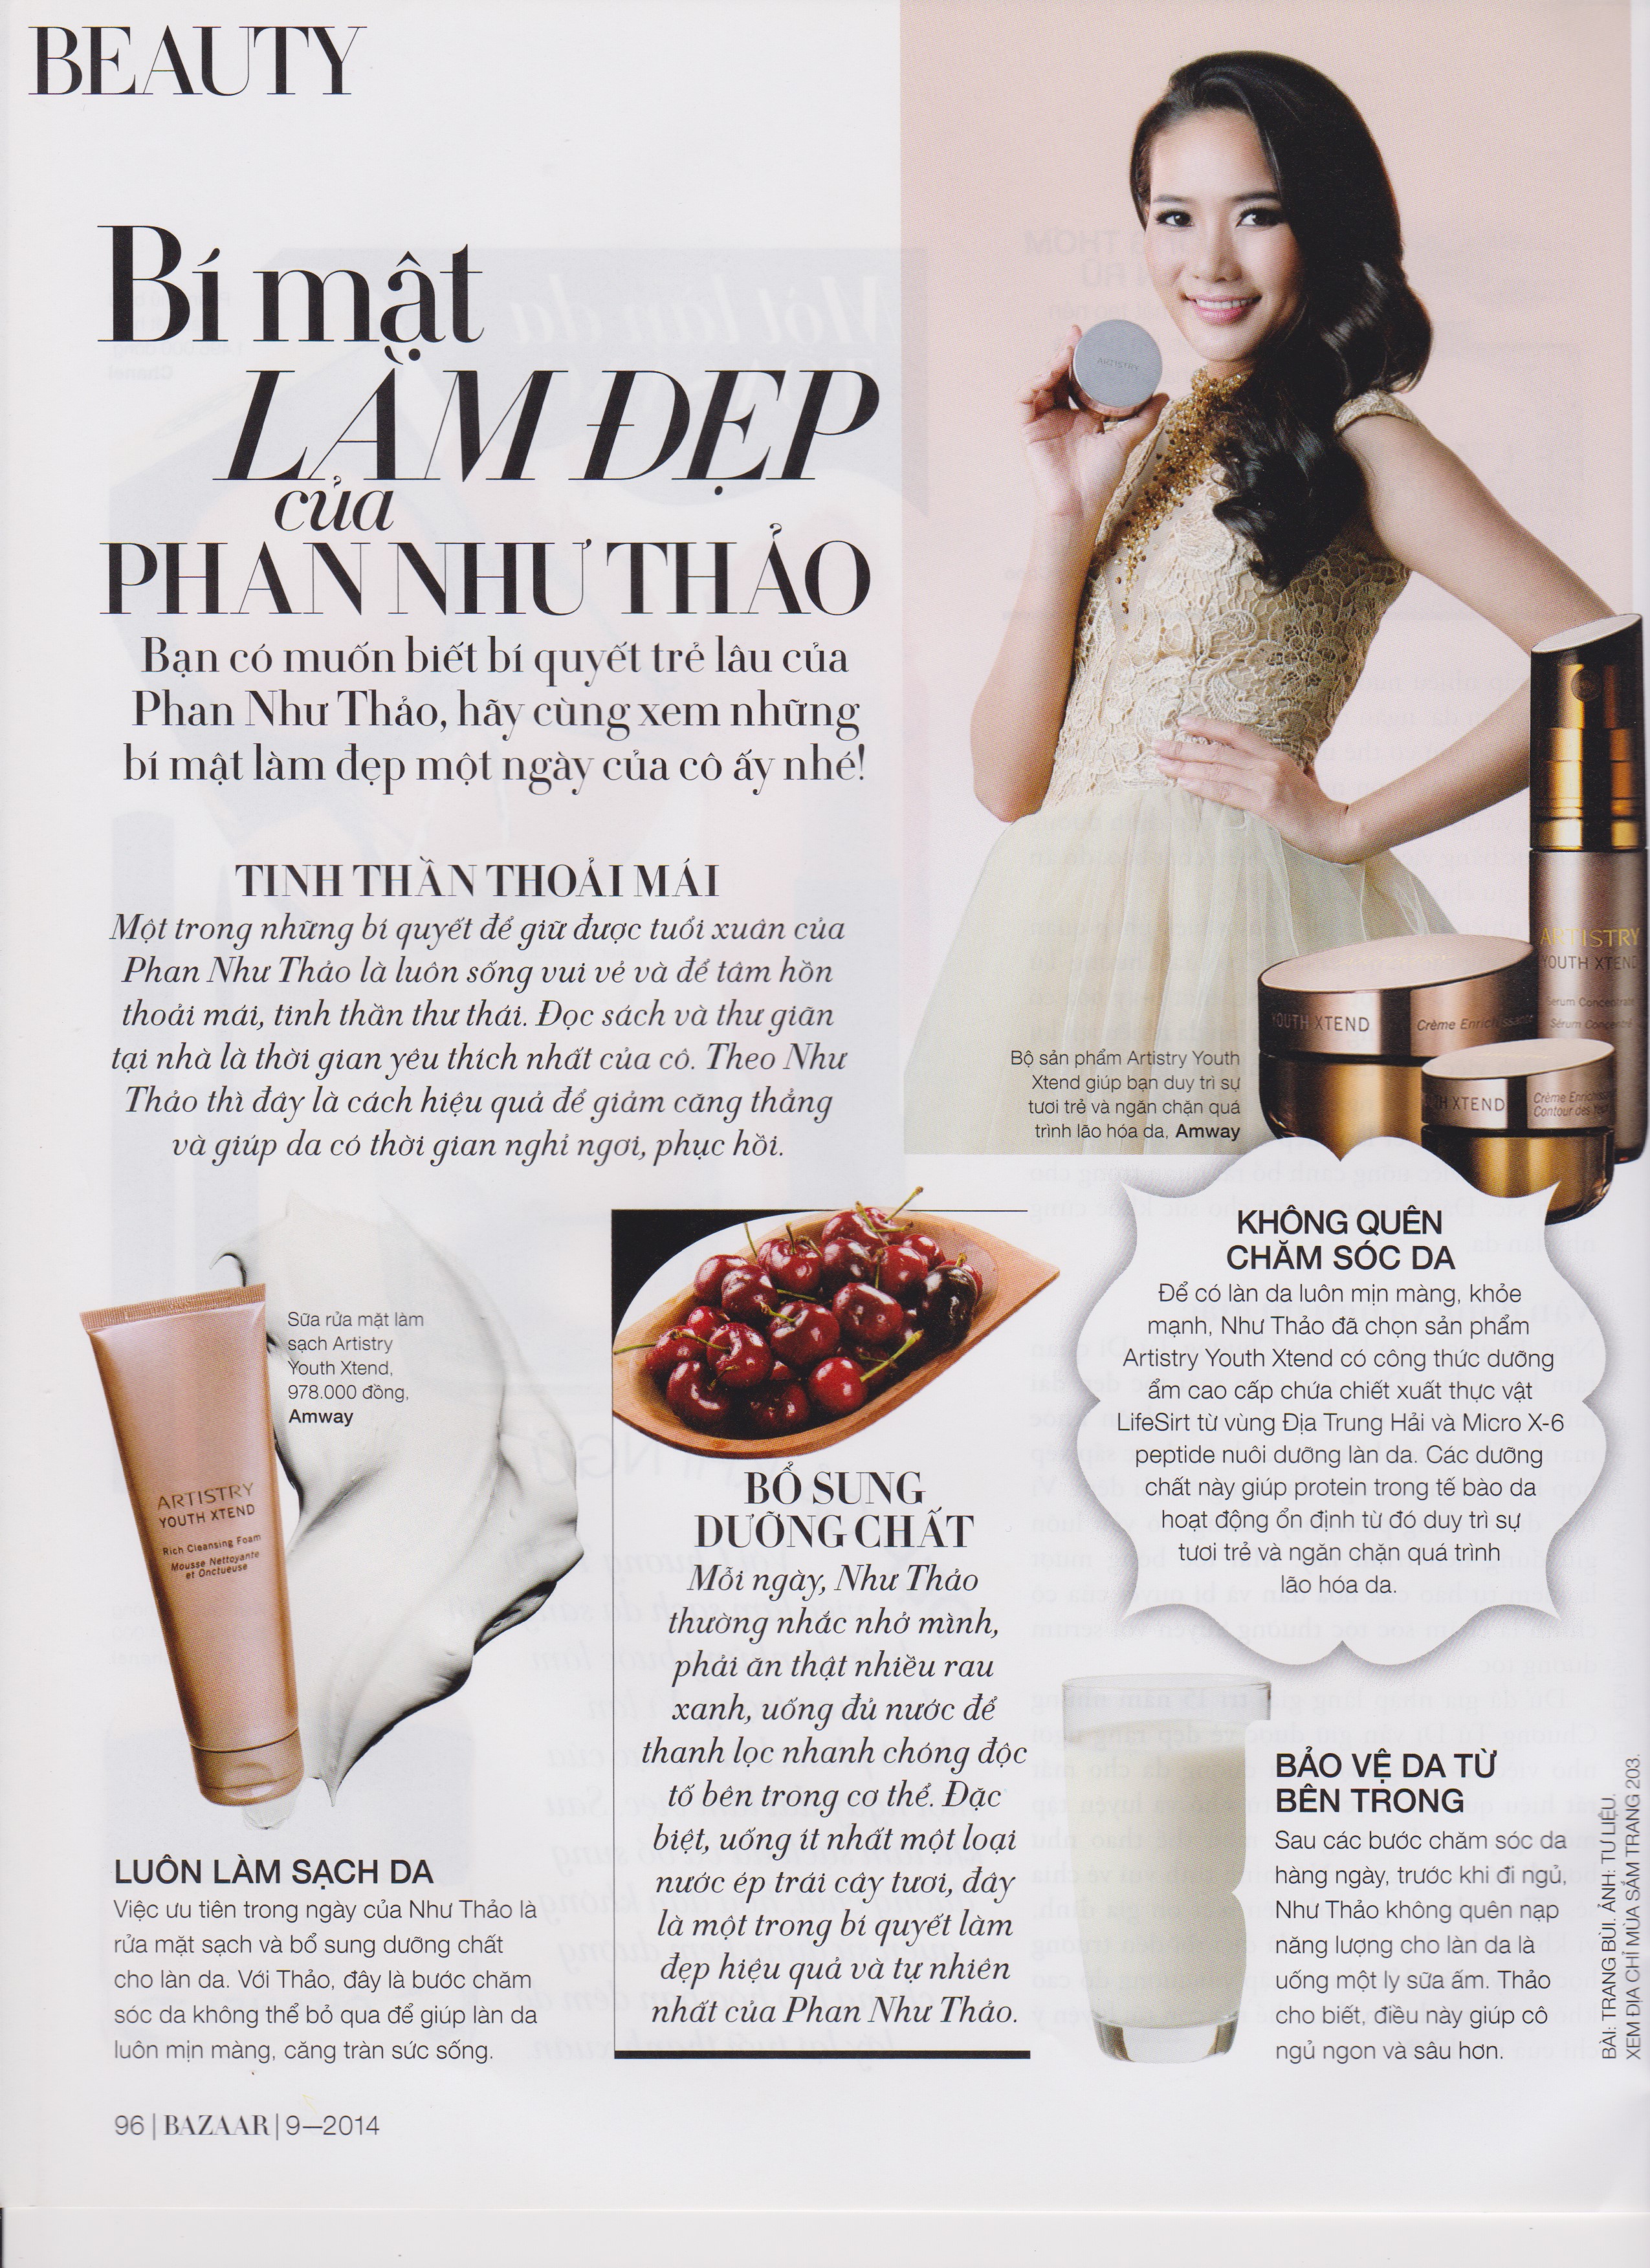 BEAUTY
Bí mật
LÀM ĐẸP
của
PHAN NHƯ THẢO
Bạn có muốn biết bí quyết trẻ lâu của
Phan Như Thảo, hãy cùng xem những
bí mật làm đẹp một ngày của cô ấy nhé!
TINH THẦN THOẢI MÁI
Một trong những bí quyết để giữ được tuổi xuân của
Phan Như Thảo là luôn sống vui vẻ và để tâm hồn
thoải mái, tinh thần thư thái. Đọc sách và thư giãn
tại nhà là thời gian yêu thích nhất của cô. Theo Như
Thảo thì đây là cách hiệu quả để giảm căng thẳng
và giúp da có thời gian nghỉ ngơi, phục hồi.
ARTISTRY
ARTISTRY
YOUTH XTEND
Serum Concentrate
Sérum Concentré
YOUTH XTEND
Crème Enrichissante
XTEND
Crème
Contour des
Bộ sản phẩm Artistry Youth
Xtend giúp bạn duy trì sự
tươi trẻ và ngăn chặn quá
trình lão hóa da, Amway
Sữa rửa mặt làm
sạch Artistry
Youth Xtend,
978.000 đồng,
Amway
ARTISTRY
YOUTH XTEND
Rich Cleansing Foam
Mousse Nettoyante
et Onctueuse
LUÔN LÀM SẠCH DA
Việc ưu tiên trong ngày của Như Thảo là
rửa mặt sạch và bổ sung dưỡng chất
cho làn da. Với Thảo, đây là bước chăm
sóc da không thể bỏ qua để giúp làn da
luôn mịn màng, căng tràn sức sống.
BỔ SUNG
DƯỠNG CHẤT
Mỗi ngày, Như Thảo
thường nhắc nhở mình,
phải ăn thật nhiều rau
xanh, uống đủ nước để
thanh lọc nhanh chóng độc
tố bên trong cơ thể. Đặc
biệt, uống ít nhất một loại
nước ép trái cây tươi, đây
là một trong bí quyết làm
đẹp hiệu quả và tự nhiên
nhất của Phan Như Thảo.
KHÔNG QUÊN
CHĂM SÓC DA
Để có làn da luôn mịn màng, khỏe
mạnh, Như Thảo đã chọn sản phẩm
Artistry Youth Xtend có công thức dưỡng
ẩm cao cấp chứa chiết xuất thực vật
LifeSirt từ vùng Địa Trung Hải và Micro X-6
peptide nuôi dưỡng làn da. Các dưỡng
chất này giúp protein trong tế bào da
hoạt động ổn định từ đó duy trì sự
tươi trẻ và ngăn chặn quá trình
lão hóa da.
BẢO VỆ DA TỪ
BÊN TRONG
Sau các bước chăm sóc da
hàng ngày, trước khi đi ngủ,
Như Thảo không quên nạp
năng lượng cho làn da là
uống một ly sữa ấm. Thảo
cho biết, điều này giúp cô
ngủ ngon và sâu hơn.
BÀI: TRANG BÙI. ẢNH: TƯ LIỆU.
XEM ĐỊA CHỈ MUA SẮM TRANG 203.
96 | BAZAAR | 9—2014